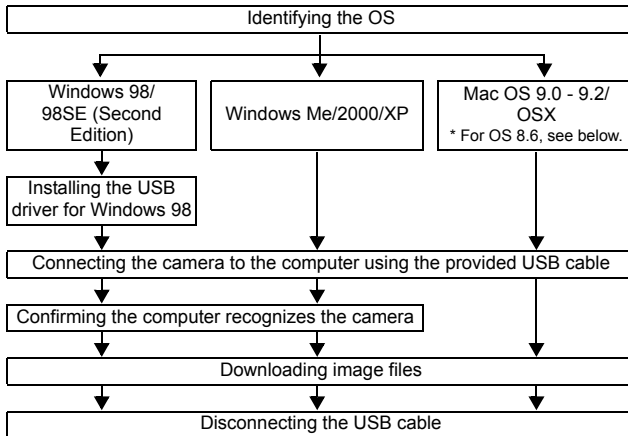 Identifying the OS
Windows 98/
98SE (Second
Edition)
Windows Me/2000/XP
Mac OS 9.0 - 9.2/
OSX
* For OS 8.6, see below.
Installing the USB
driver for Windows 98
Connecting the camera to the computer using the provided USB cable
Confirming the computer recognizes the camera
Downloading image files
Disconnecting the USB cable